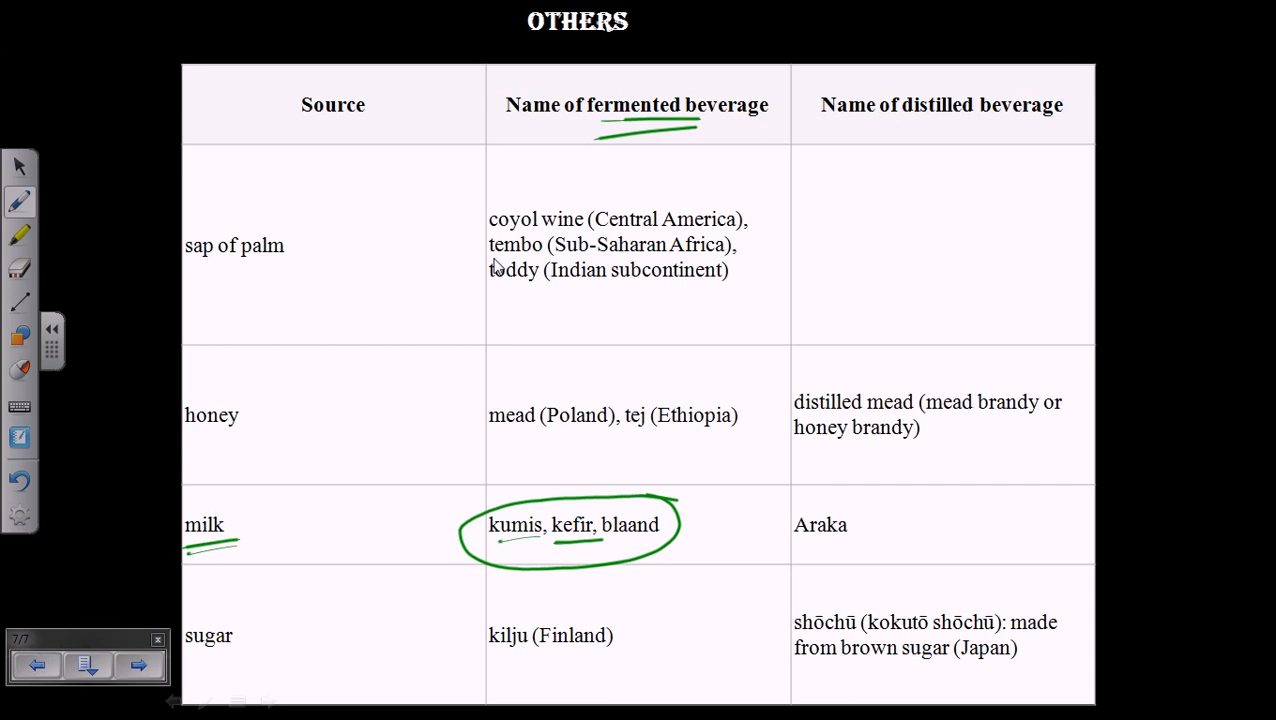 OTHERS
Source
Name of fermented beverage
Name of distilled beverage
sap of palm
coyol wine (Central America),
tembo (Sub-Saharan Africa),
toddy (Indian subcontinent)
honey
mead (Poland), tej (Ethiopia)
distilled mead (mead brandy or
honey brandy)
milk
kumis, kefir, blaand
Araka
sugar
kilju (Finland)
shōchū (kokutō shōchū): made
from brown sugar (Japan)
7/7